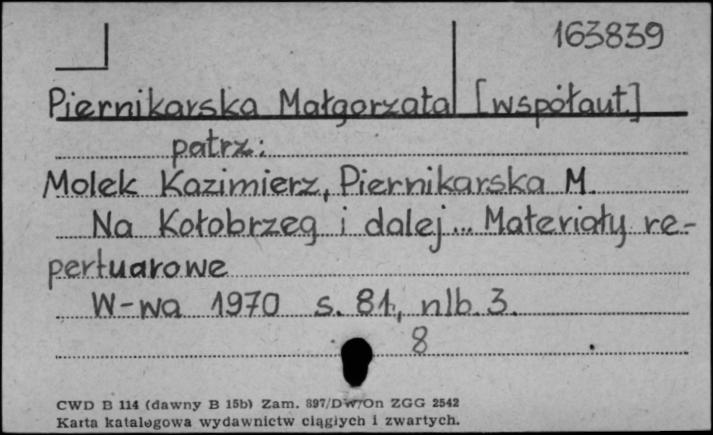 163839
Piernikarska Małgorzata [współaut.]
patrz:
Molek Kazimierz, Piernikarska M.
Na Kołobrzeg i dalej... Materiały re-
pertuarowe
W-wa 1970 s. 81, nlb. 3.
8
CWD B 114 (dawny B 15b) Zam. 897/DW/On ZGG 2542
Karta katalogowa wydawnictw ciągłych i zwartych.